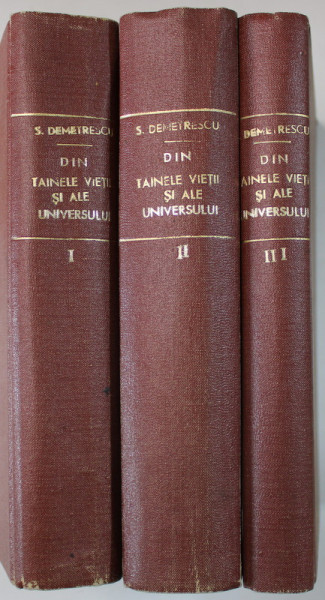 S. DEMETRESCU
DIN
TAINELE VIEȚII
ȘI ALE
UNIVERSULUI
I
S. DEMETRESCU
DIN
TAINELE VIEȚII
ȘI ALE
UNIVERSULUI
II
DEMETRESCU
DIN
AINELE VIEȚII
ȘI ALE
UNIVERSULUI
III